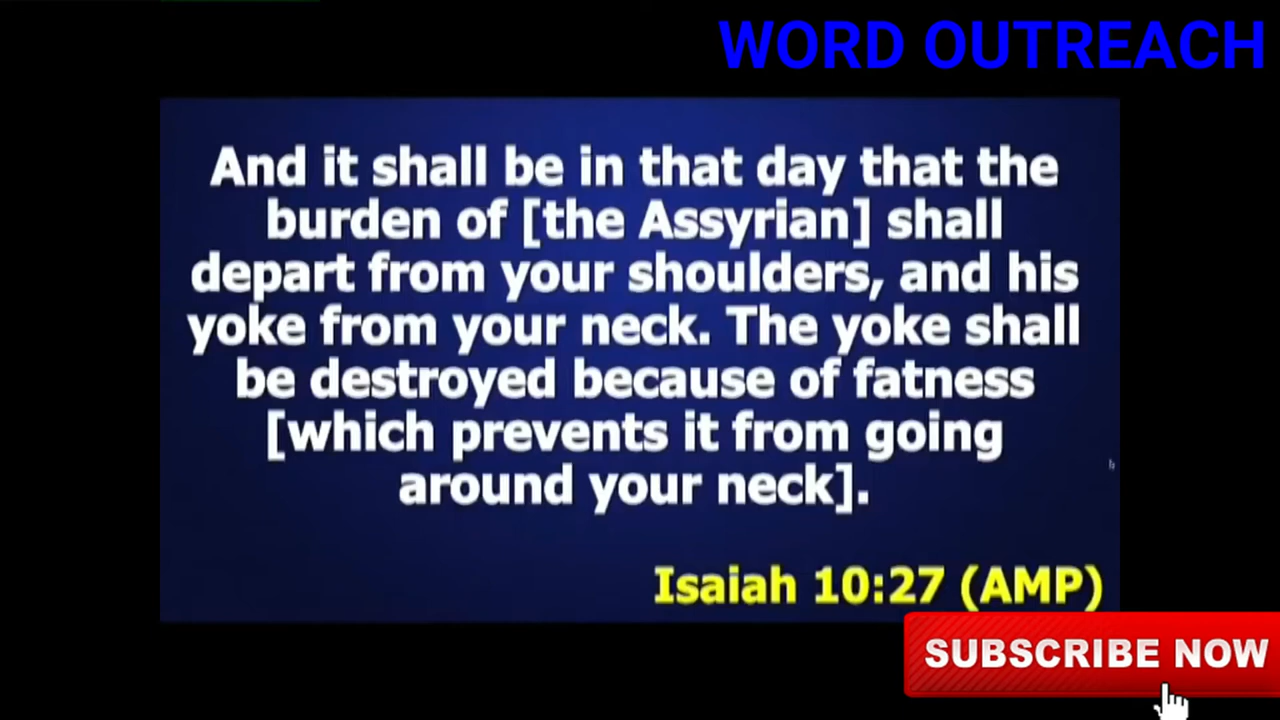 WORD OUTREACH
And it shall be in that day that the
burden of [the Assyrian] shall
depart from your shoulders, and his
yoke from your neck. The yoke shall
be destroyed because of fatness
[which prevents it from going
around your neck].
Isaiah 10:27 (AMP)
SUBSCRIBE NOW